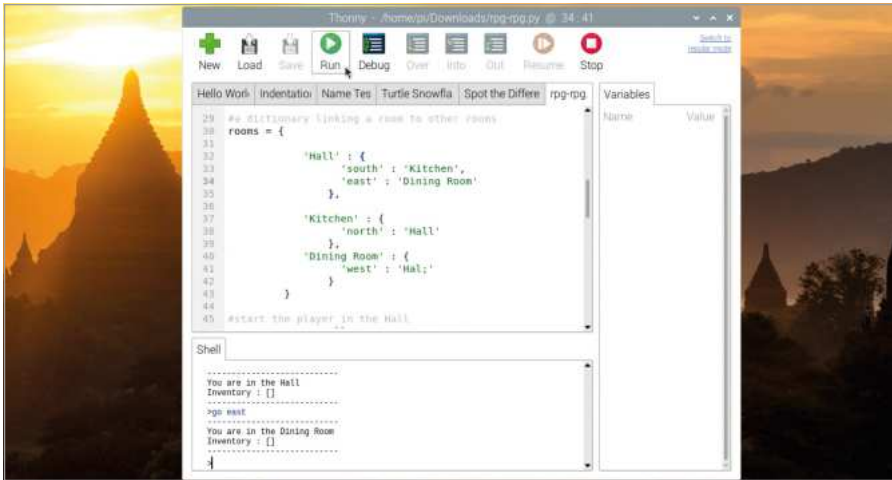 Thonny - /home/pi/Downloads/rpg-rpg.py @ 34:41
Switch to
regular mode
New Load Save Run Debug Over Into Out Resume Stop
Hello Worl Indentatio Name Tes Turtle Snowfla Spot the Differe rpg-rpg
Variables
Name Value
29 #a dictionary linking a room to other rooms
30 rooms = {
31
32 'Hall' : {
33 'south' : 'Kitchen',
34 'east' : 'Dining Room'
35 },
36
37 'Kitchen' : {
38 'north' : 'Hall'
39 },
40 'Dining Room' : {
41 'west' : 'Hal;'
42 }
43 }
44
45 #start the player in the Hall
Shell
---------------------------
You are in the Hall
Inventory : []
---------------------------
>go east
---------------------------
You are in the Dining Room
Inventory : []
---------------------------
>